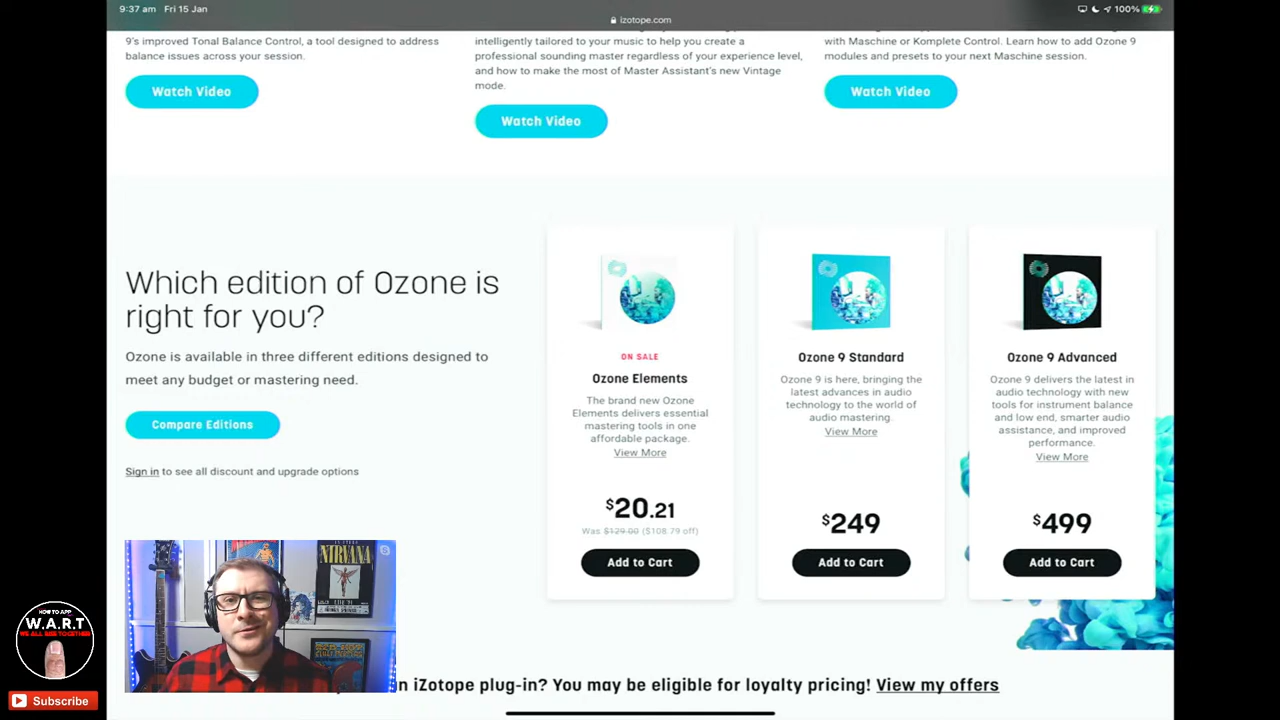 9:37 am Fri 15 Jan
izotope.com
100%
9's improved Tonal Balance Control, a tool designed to address
balance issues across your session.
Watch Video
intelligently tailored to your music to help you create a
professional sounding master regardless of your experience level,
and how to make the most of Master Assistant's new Vintage
mode.
Watch Video
with Maschine or Komplete Control. Learn how to add Ozone 9
modules and presets to your next Maschine session.
Watch Video
Which edition of Ozone is
right for you?
Ozone is available in three different editions designed to
meet any budget or mastering need.
Compare Editions
Sign in to see all discount and upgrade options
ON SALE
Ozone Elements
The brand new Ozone
Elements delivers essential
mastering tools in one
affordable package.
View More
$20.21
Was $129.00 ($108.79 off)
Add to Cart
Ozone 9 Standard
Ozone 9 is here, bringing the
latest advances in audio
technology to the world of
audio mastering.
View More
$249
Add to Cart
Ozone 9 Advanced
Ozone 9 delivers the latest in
audio technology with new
tools for instrument balance
and low end, smarter audio
assistance, and improved
performance.
View More
$499
Add to Cart
NIRVANA
HOW TO APP
W.A.R.T
WE ALL RISE TOGETHER
Subscribe
n iZotope plug-in? You may be eligible for loyalty pricing! View my offers